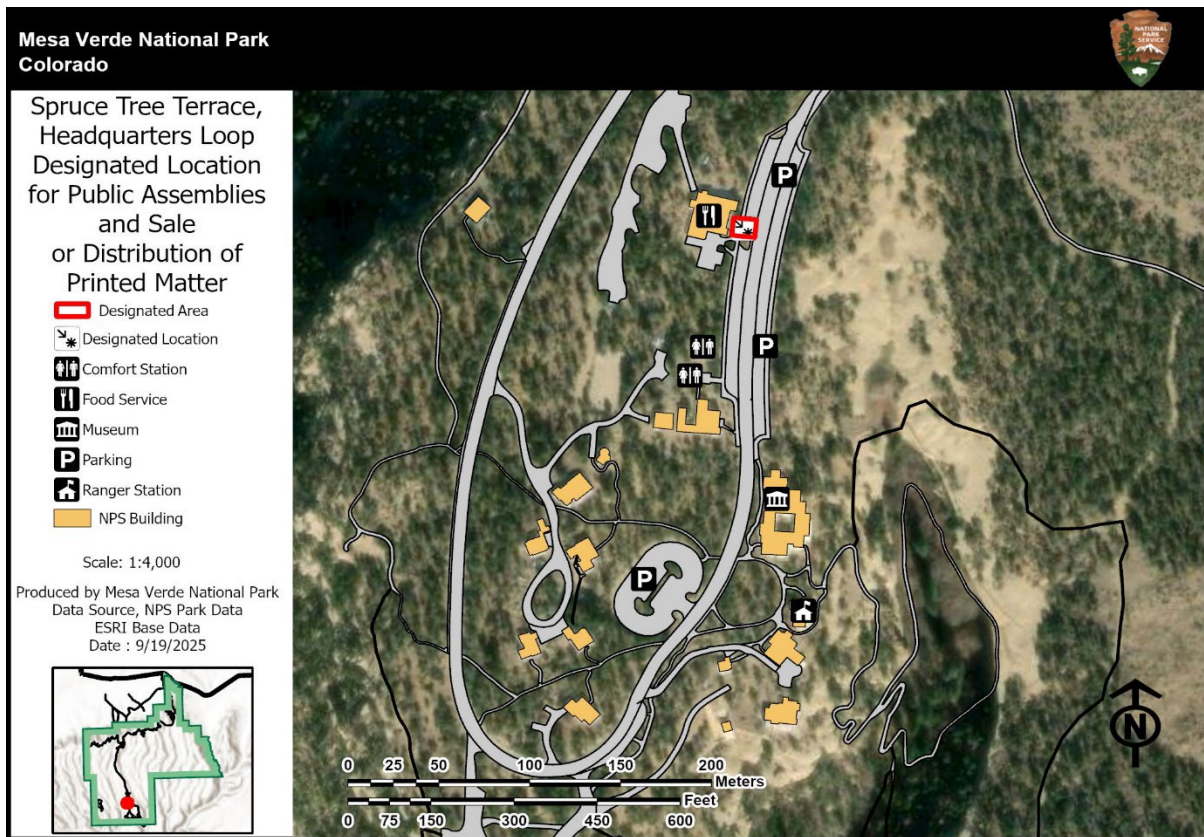 Mesa Verde National Park
Colorado
NATIONAL
PARK
SERVICE
Spruce Tree Terrace,
Headquarters Loop
Designated Location
for Public Assemblies
and Sale
or Distribution of
Printed Matter
Designated Area
Designated Location
Comfort Station
Food Service
Museum
P Parking
Ranger Station
NPS Building
Scale: 1:4,000
Produced by Mesa Verde National Park
Data Source, NPS Park Data
ESRI Base Data
Date : 9/19/2025
P
P
P
N
0 25 50 100 150 200
Meters
Feet
0 75 150 300 450 600